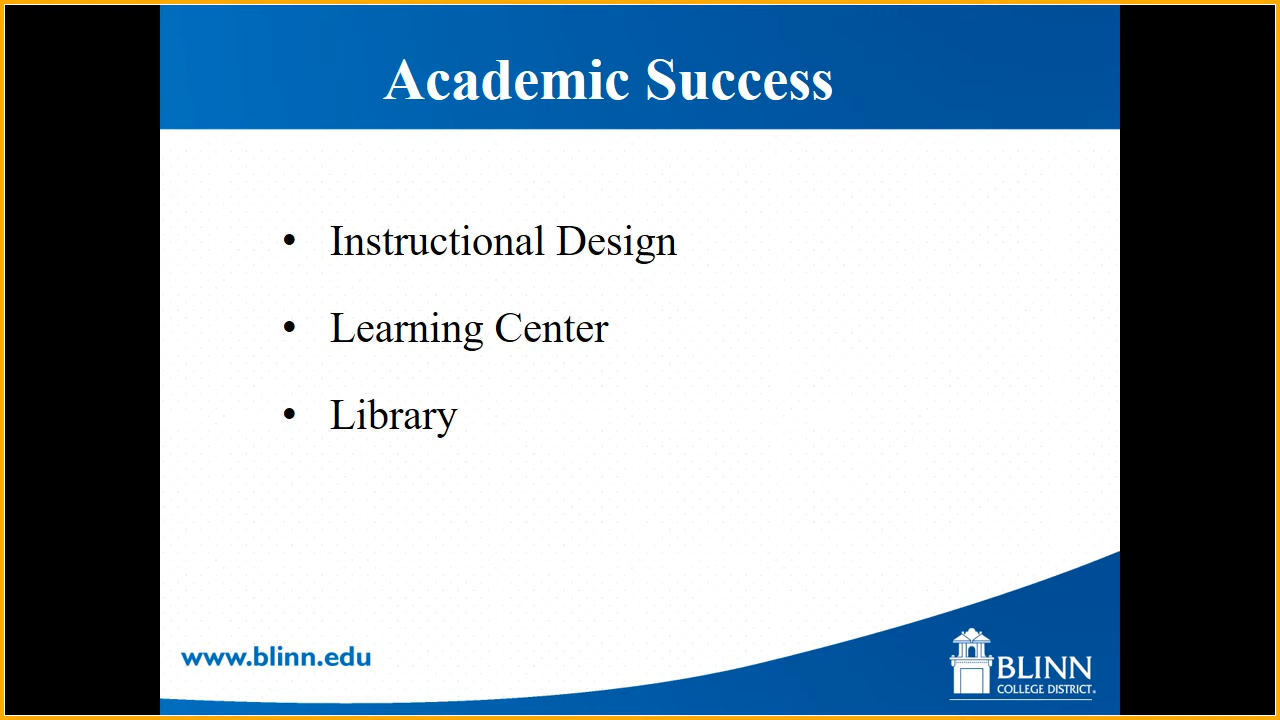 Academic Success
• Instructional Design
• Learning Center
• Library
www.blinn.edu
BLINN
COLLEGE DISTRICT.